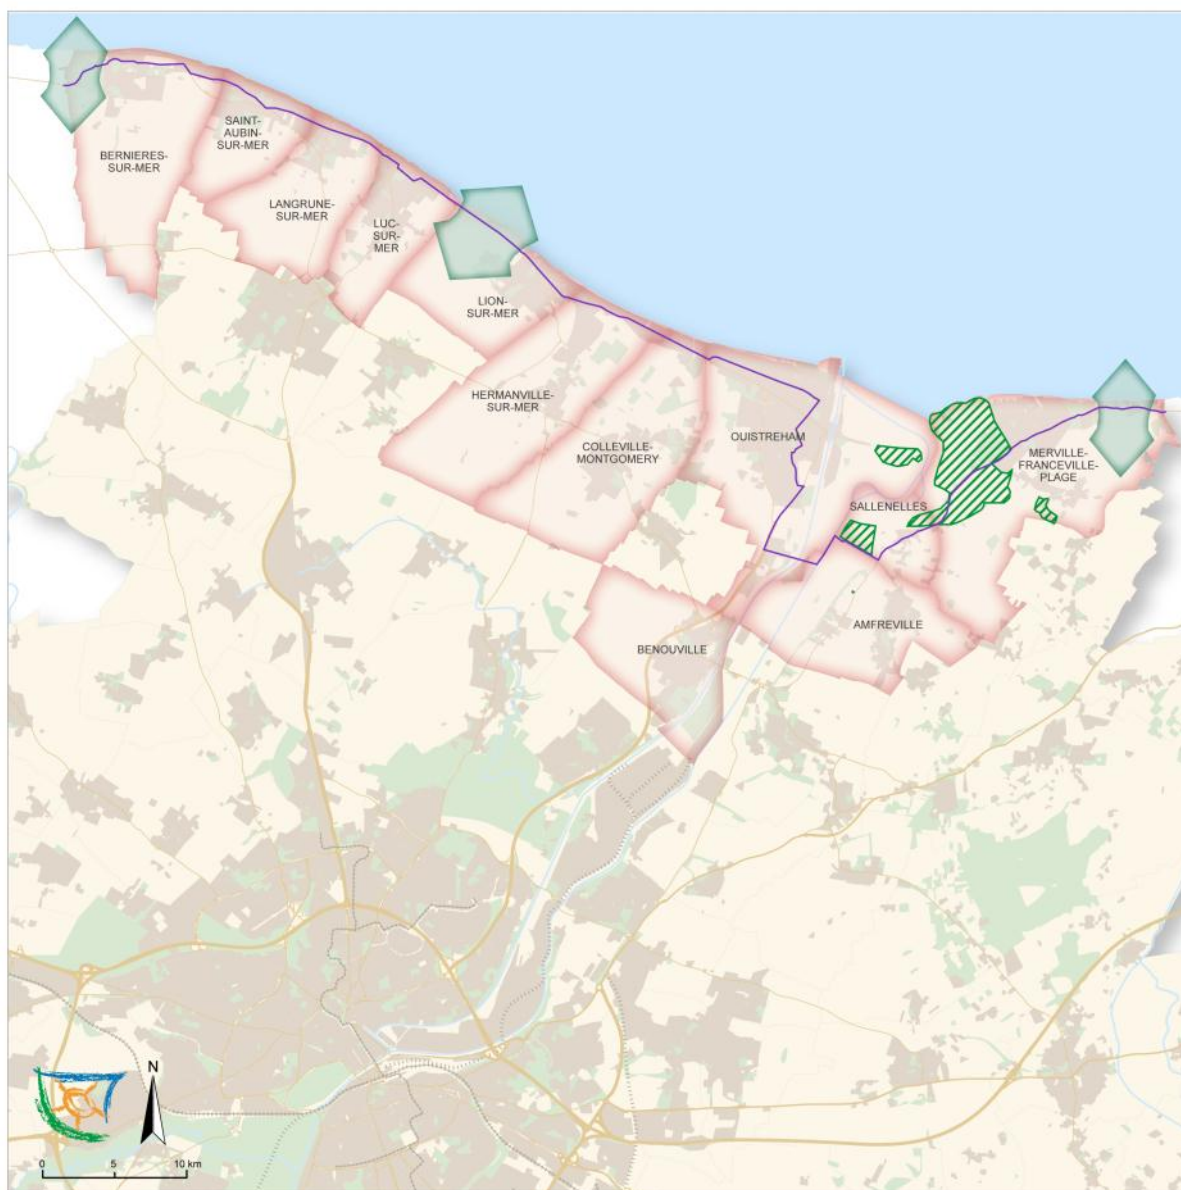 SAINT-
AUBIN-
SUR-MER
BERNIERES-
SUR-MER
LANGRUNE-
SUR-MER
LUC-
SUR-
MER
LION-
SUR-MER
HERMANVILLE-
SUR-MER
COLLEVILLE-
MONTGOMERY
OUISTREHAM
MERVILLE-
FRANCEVILLE-
PLAGE
SALLENELLES
AMFREVILLE
BENOUVILLE
N
0 5 10 km